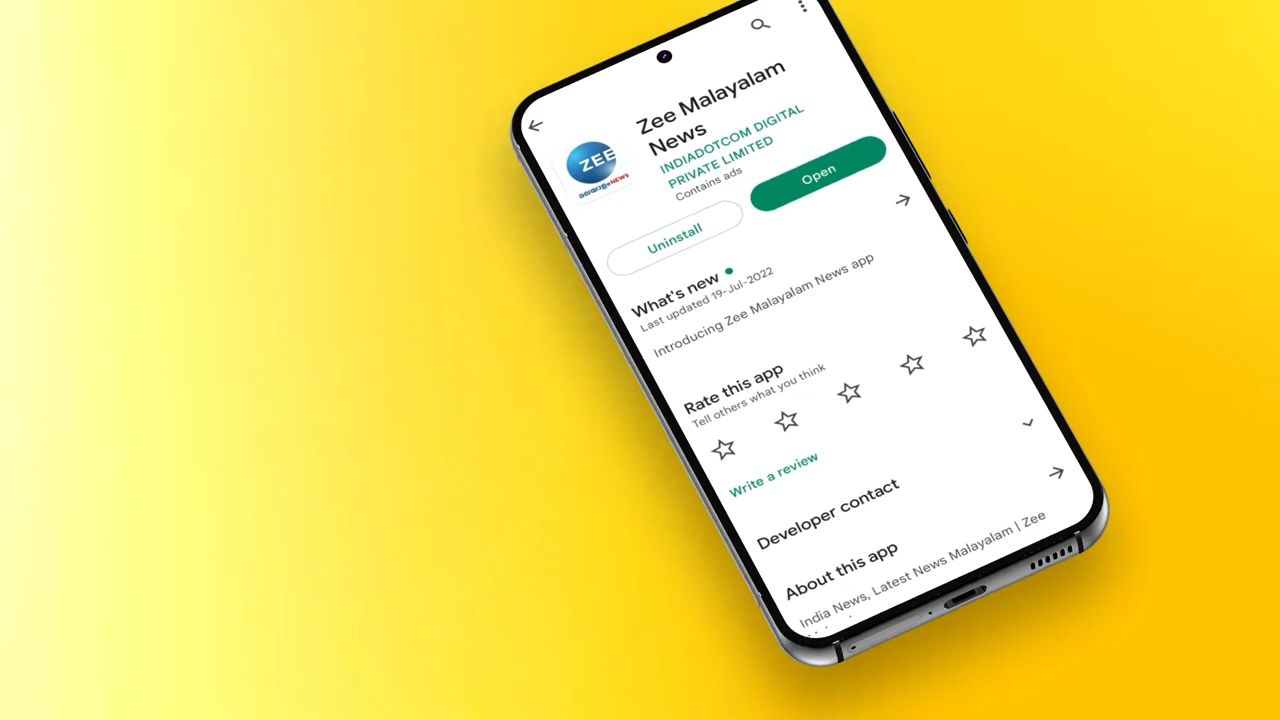 Zee Malayalam
News
INDIADOTCOM DIGITAL
PRIVATE LIMITED
Contains ads
ZEE
മലയാളം NEWS
Uninstall
Open
What's new
Last updated 19-Jul-2022
Introducing Zee Malayalam News app
Rate this app
Tell others what you think
Write a review
Developer contact
About this app
India News, Latest News Malayalam | Zee